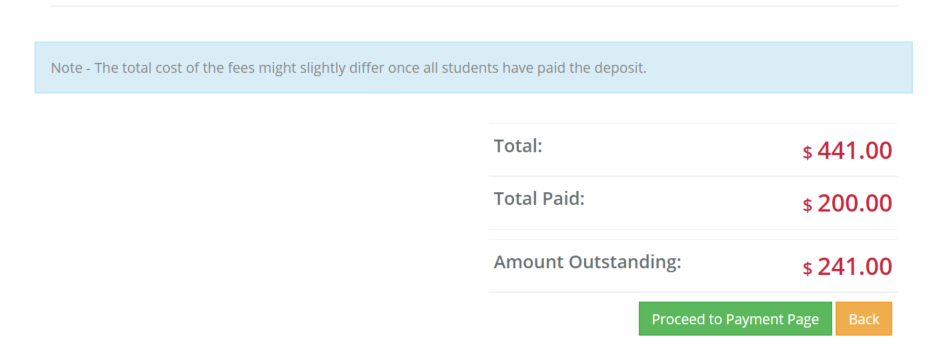 Note - The total cost of the fees might slightly differ once all students have paid the deposit.
Total: $ 441.00
Total Paid: $ 200.00
Amount Outstanding: $ 241.00
Proceed to Payment Page Back